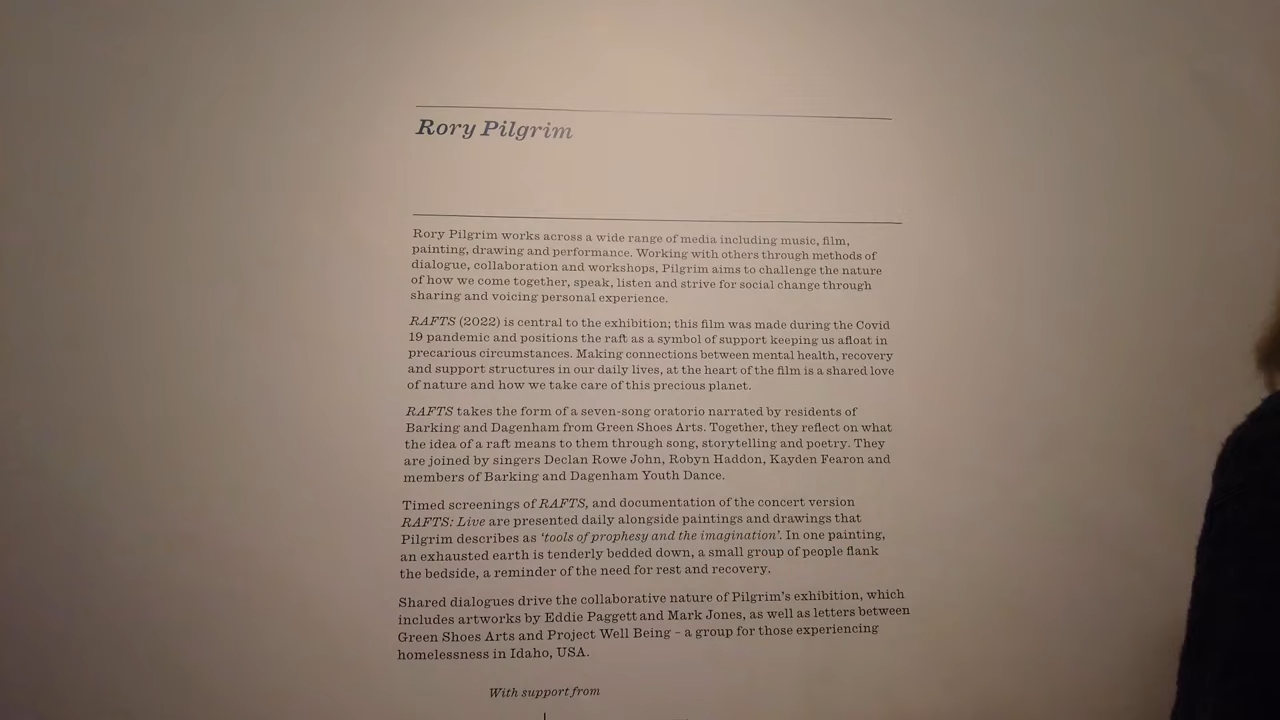 Rory Pilgrim
Rory Pilgrim works across a wide range of media including music, film,
painting, drawing and performance. Working with others through methods of
dialogue, collaboration and workshops, Pilgrim aims to challenge the nature
of how we come together, speak, listen and strive for social change through
sharing and voicing personal experience.
RAFTS (2022) is central to the exhibition; this film was made during the Covid
19 pandemic and positions the raft as a symbol of support keeping us afloat in
precarious circumstances. Making connections between mental health, recovery
and support structures in our daily lives, at the heart of the film is a shared love
of nature and how we take care of this precious planet.
RAFTS takes the form of a seven-song oratorio narrated by residents of
Barking and Dagenham from Green Shoes Arts. Together, they reflect on what
the idea of a raft means to them through song, storytelling and poetry. They
are joined by singers Declan Rowe John, Robyn Haddon, Kayden Fearon and
members of Barking and Dagenham Youth Dance.
Timed screenings of RAFTS, and documentation of the concert version
RAFTS: Live are presented daily alongside paintings and drawings that
Pilgrim describes as ‘tools of prophesy and the imagination’. In one painting,
an exhausted earth is tenderly bedded down, a small group of people flank
the bedside, a reminder of the need for rest and recovery.
Shared dialogues drive the collaborative nature of Pilgrim’s exhibition, which
includes artworks by Eddie Paggett and Mark Jones, as well as letters between
Green Shoes Arts and Project Well Being – a group for those experiencing
homelessness in Idaho, USA.
With support from